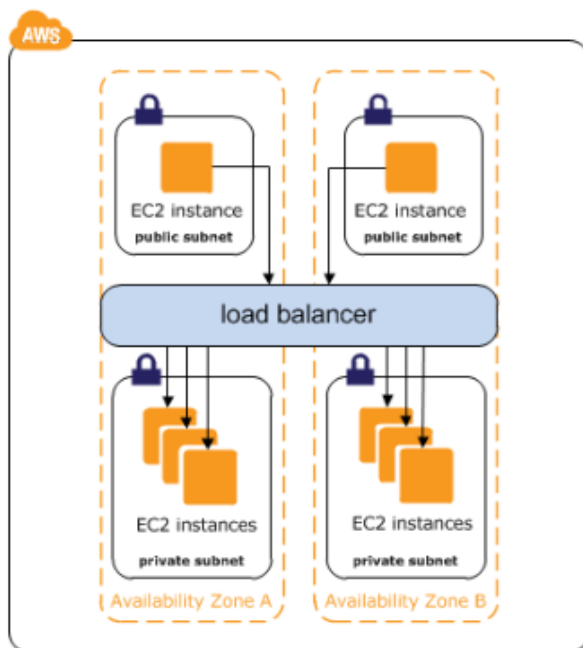 AWS
EC2 instance
public subnet
EC2 instance
public subnet
load balancer
EC2 instances
private subnet
EC2 instances
private subnet
Availability Zone A
Availability Zone B